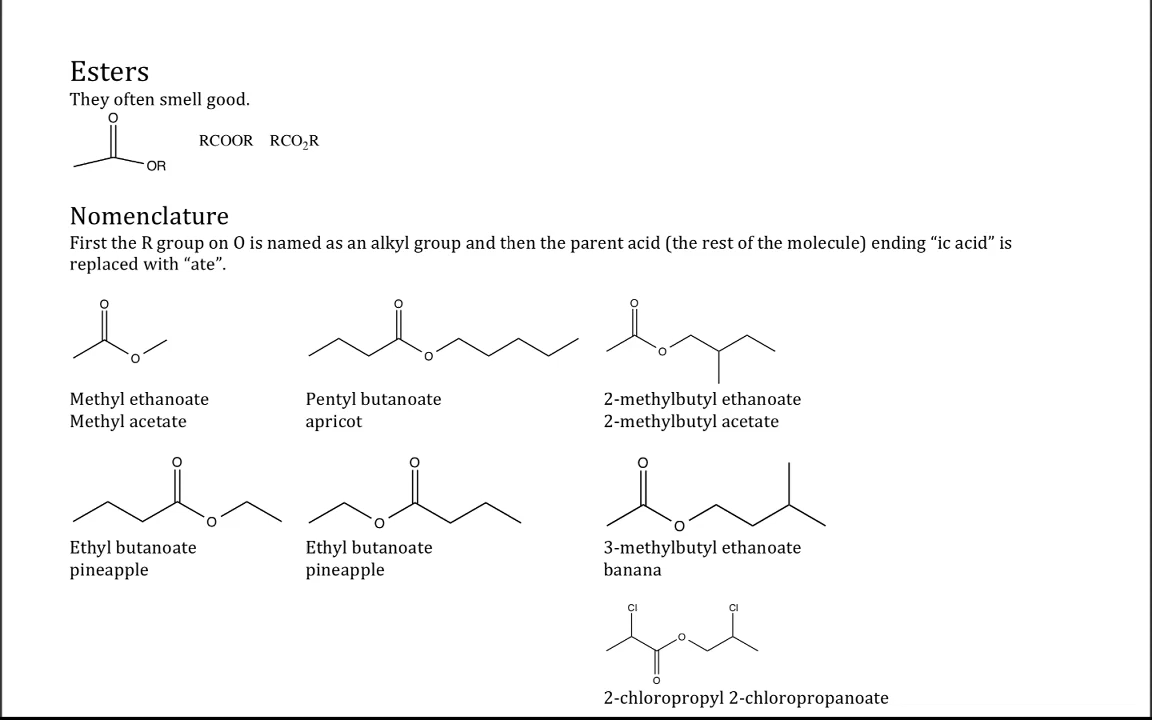 Esters
They often smell good.
O
RCOOR RCO₂R
OR
Nomenclature
First the R group on O is named as an alkyl group and then the parent acid (the rest of the molecule) ending “ic acid” is
replaced with “ate”.
O O O
O O O
Methyl ethanoate Pentyl butanoate 2-methylbutyl ethanoate
Methyl acetate apricot 2-methylbutyl acetate
O O O
O O O
Ethyl butanoate Ethyl butanoate 3-methylbutyl ethanoate
pineapple pineapple banana
Cl Cl
O
O
2-chloropropyl 2-chloropropanoate